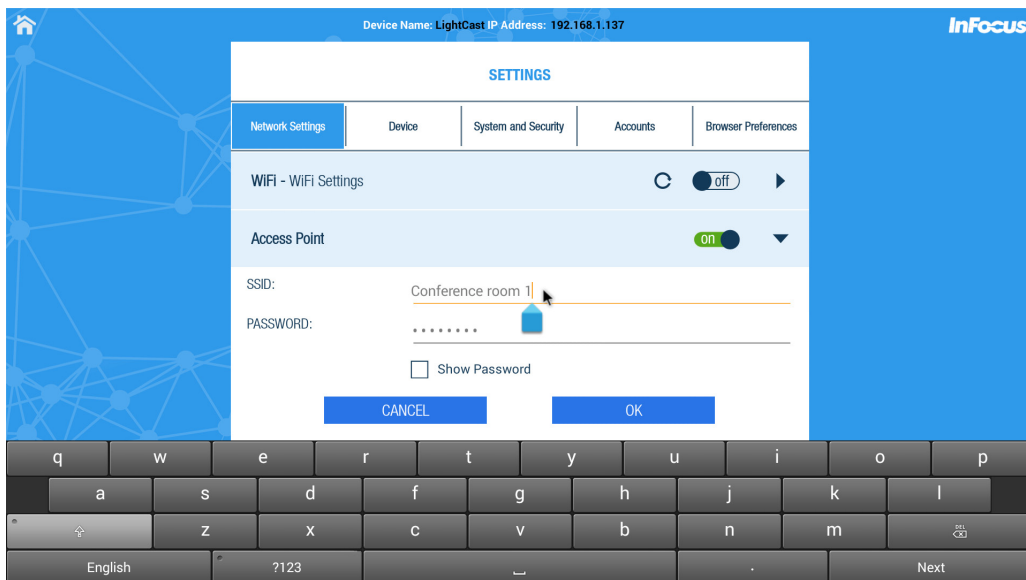 Device Name: LightCast IP Address: 192.168.1.137
InFocus
SETTINGS
Network Settings Device System and Security Accounts Browser Preferences
WiFi - WiFi Settings off
Access Point on
SSID: Conference room 1
PASSWORD: ........
Show Password
CANCEL OK
q w e r t y u i o p
a s d f g h j k l
z x c v b n m DEL
English ?123 . Next